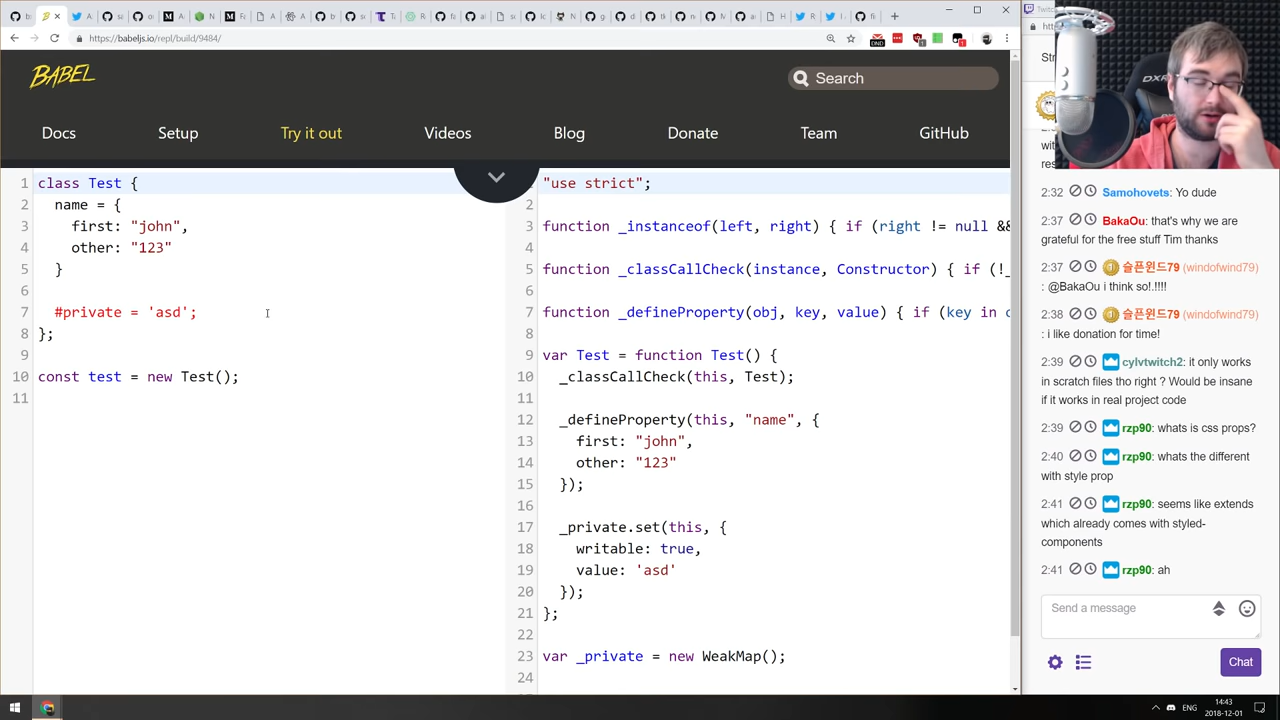 https://babeljs.io/repl/build/9484/
BABEL
Search
Docs
Setup
Try it out
Videos
Blog
Donate
Team
GitHub
1 class Test {
2 name = {
3 first: "john",
4 other: "123"
5 }
6
7 #private = 'asd';
8 };
9
10 const test = new Test();
11
"use strict";
2
3 function _instanceof(left, right) { if (right != null &&
4
5 function _classCallCheck(instance, Constructor) { if (!_
6
7 function _defineProperty(obj, key, value) { if (key in
8
9 var Test = function Test() {
10 _classCallCheck(this, Test);
11
12 _defineProperty(this, "name", {
13 first: "john",
14 other: "123"
15 });
16
17 _private.set(this, {
18 writable: true,
19 value: 'asd'
20 });
21 };
22
23 var _private = new WeakMap();
24
DXR
2:32 Samohovets: Yo dude
2:37 BakaOu: that's why we are
grateful for the free stuff Tim thanks
2:37 슬픈윈드79 (windofwind79)
: @BakaOu i think so!.!!!!
2:38 슬픈윈드79 (windofwind79)
: i like donation for time!
2:39 cylvtwitch2: it only works
in scratch files tho right ? Would be insane
if it works in real project code
2:39 rzp90: whats is css props?
2:40 rzp90: whats the different
with style prop
2:41 rzp90: seems like extends
which already comes with styled-
components
2:41 rzp90: ah
Send a message
Chat
ENG
14:43
2018-12-01